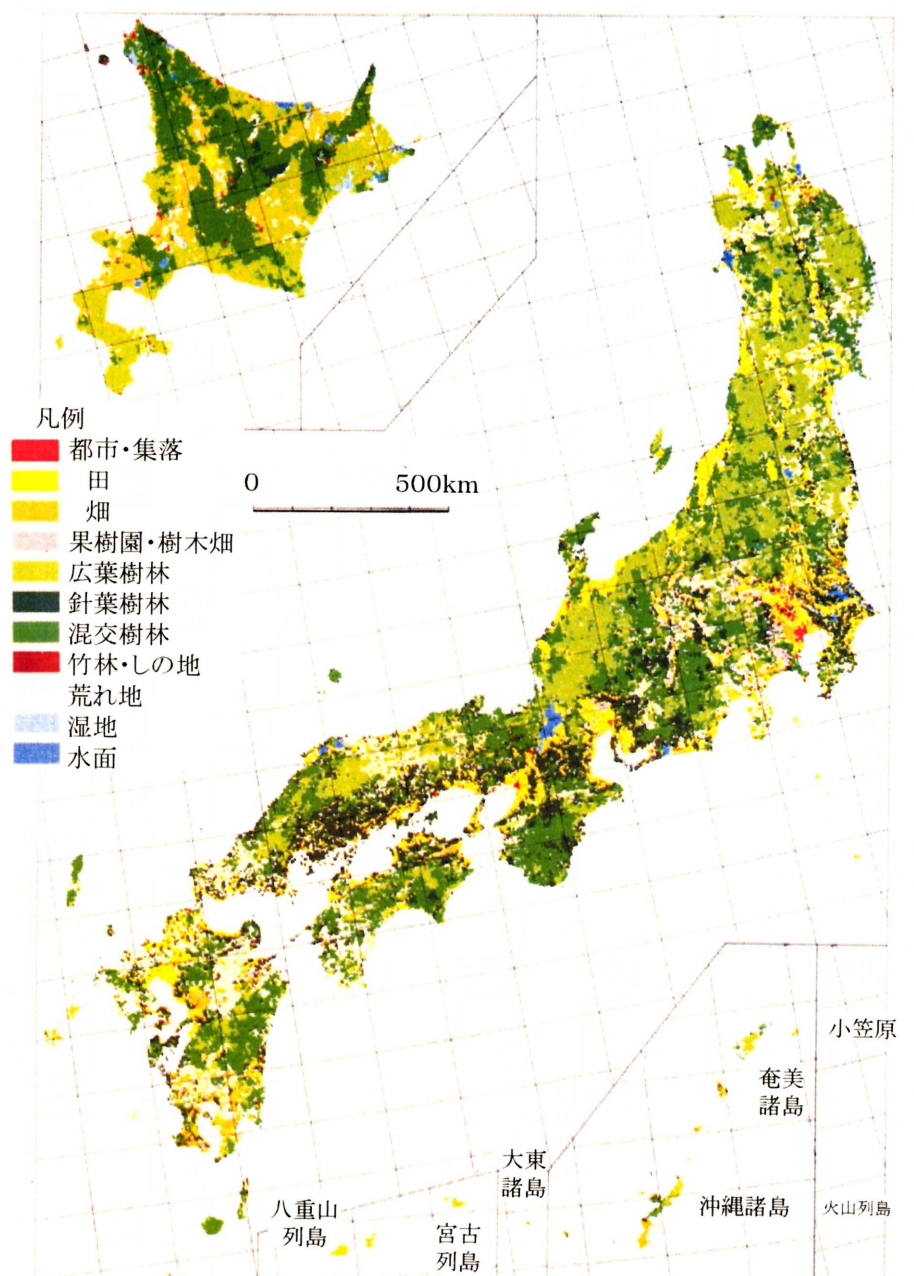 凡例
都市・集落
田
畑
果樹園・樹木畑
広葉樹林
針葉樹林
混交樹林
竹林・しの地
荒れ地
湿地
水面
0 500km
小笠原
奄美
諸島
大東
諸島
沖縄諸島
火山列島
八重山
列島
宮古
列島